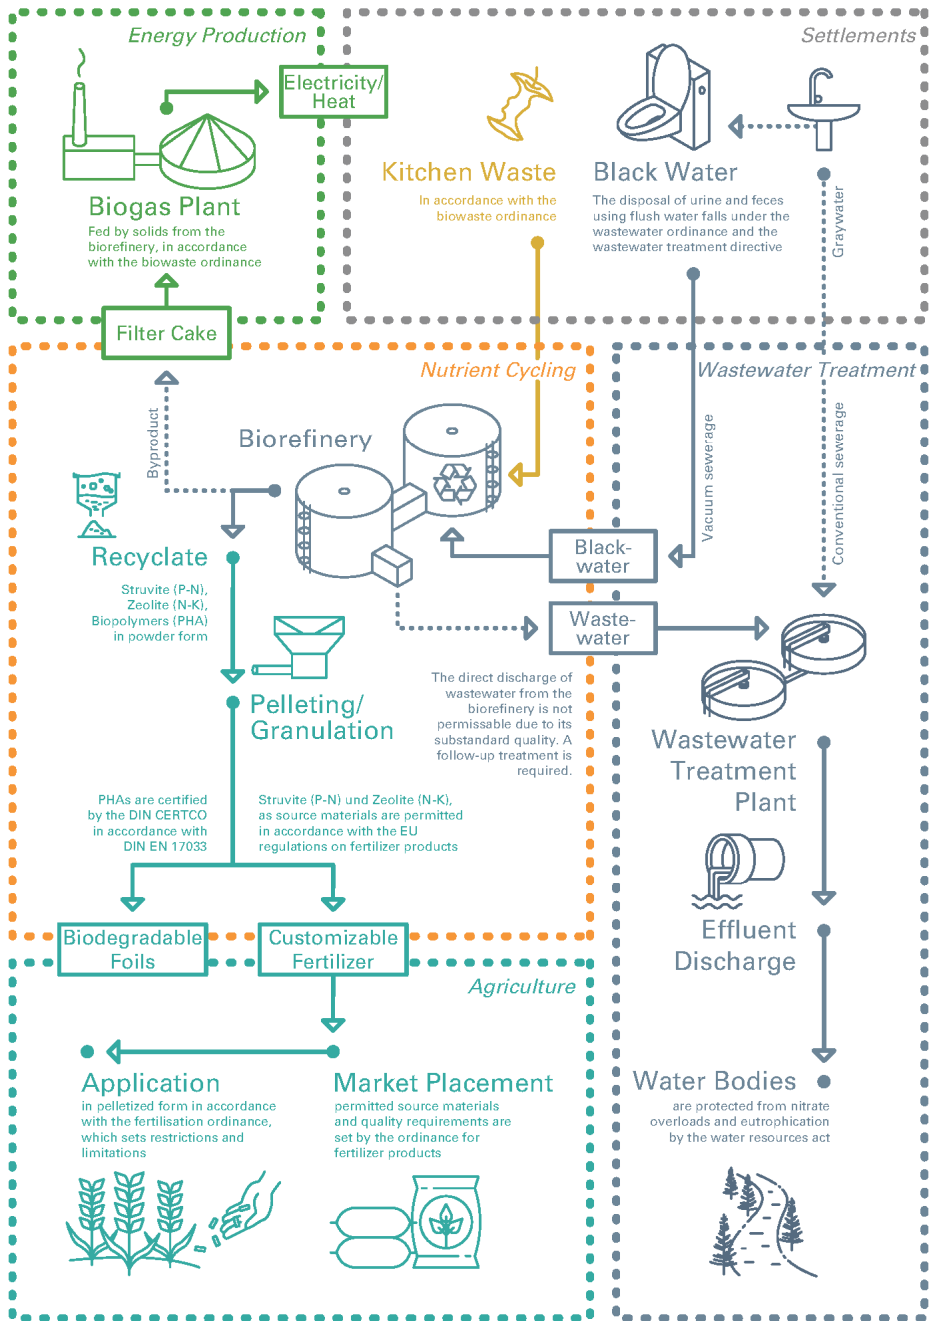 Energy Production
Electricity/
Heat
Biogas Plant
Fed by solids from the
biorefinery, in accordance
with the biowaste ordinance
Filter Cake
Settlements
Kitchen Waste
In accordance with the
biowaste ordinance
Black Water
The disposal of urine and feces
using flush water falls under the
wastewater ordinance and the
wastewater treatment directive
Graywater
Nutrient Cycling
Byproduct
Biorefinery
Recyclate
Struvite (P-N),
Zeolite (N-K),
Biopolymers (PHA)
in powder form
Black-
water
Waste-
water
The direct discharge of
wastewater from the
biorefinery is not
permissable due to its
substandard quality. A
follow-up treatment is
required.
Pelleting/
Granulation
PHAs are certified
by the DIN CERTCO
in accordance with
DIN EN 17033
Struvite (P-N) und Zeolite (N-K),
as source materials are permitted
in accordance with the EU
regulations on fertilizer products
Biodegradable
Foils
Customizable
Fertilizer
Wastewater Treatment
Vacuum sewerage
Conventional sewerage
Wastewater
Treatment
Plant
Effluent
Discharge
Water Bodies
are protected from nitrate
overloads and eutrophication
by the water resources act
Agriculture
Application
in pelletized form in accordance
with the fertilisation ordinance,
which sets restrictions and
limitations
Market Placement
permitted source materials
and quality requirements are
set by the ordinance for
fertilizer products